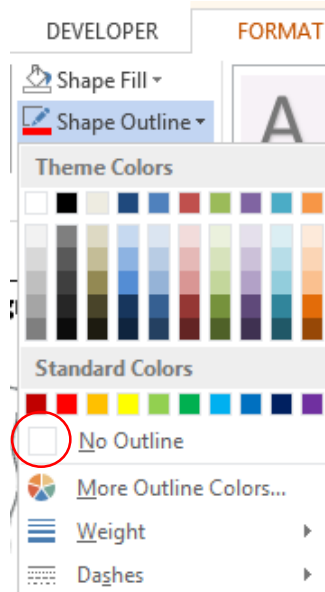 DEVELOPER FORMAT
Shape Fill
Shape Outline
A
Theme Colors
Standard Colors
No Outline
More Outline Colors...
Weight
Dashes